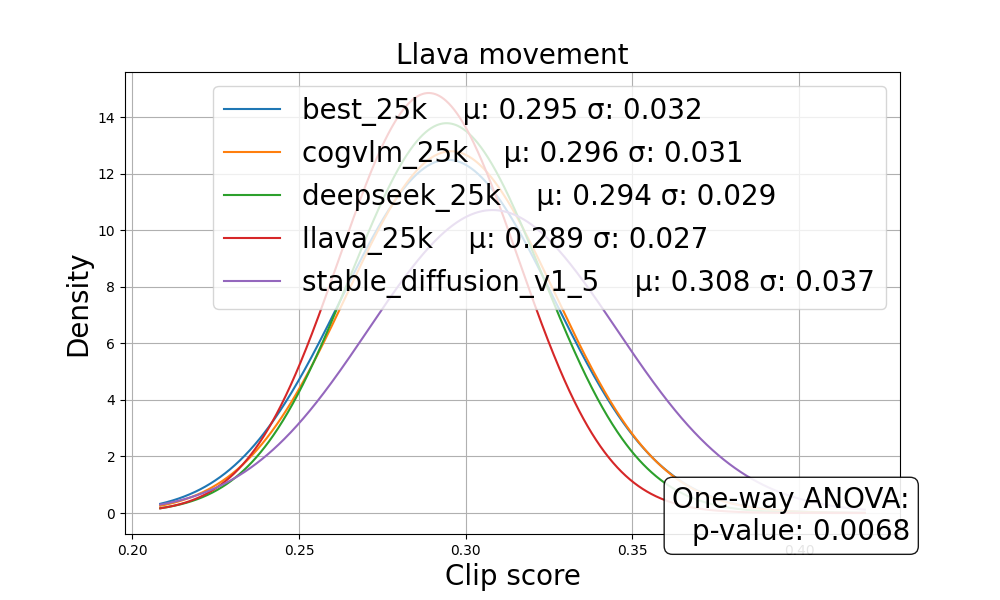 Llava movement
best_25k μ: 0.295 σ: 0.032
cogvlm_25k μ: 0.296 σ: 0.031
deepseek_25k μ: 0.294 σ: 0.029
llava_25k μ: 0.289 σ: 0.027
stable_diffusion_v1_5 μ: 0.308 σ: 0.037
Density
14
12
10
8
6
4
2
0
One-way ANOVA:
p-value: 0.0068
0.20 0.25 0.30 0.35 0.40
Clip score